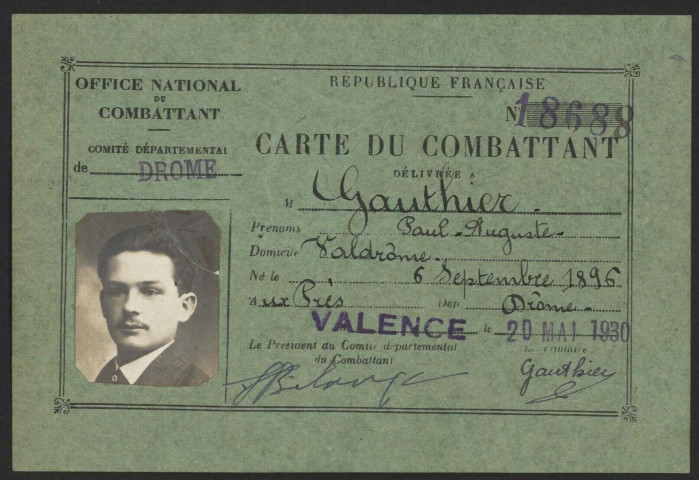 OFFICE NATIONAL
DU
COMBATTANT
COMITÉ DÉPARTEMENTAL
de DROME
RÉPUBLIQUE FRANÇAISE
N° 18688
CARTE DU COMBATTANT
DÉLIVRÉE A
M Gauthier
Prénoms Paul-Auguste-
Domicile Valdrôme-
Né le 6 Septembre 1896
aux Prés Dep Drôme-
VALENCE le 20 MAI 1930
Le Président du Comité départemental
du Combattant
Le titulaire
Gauthier